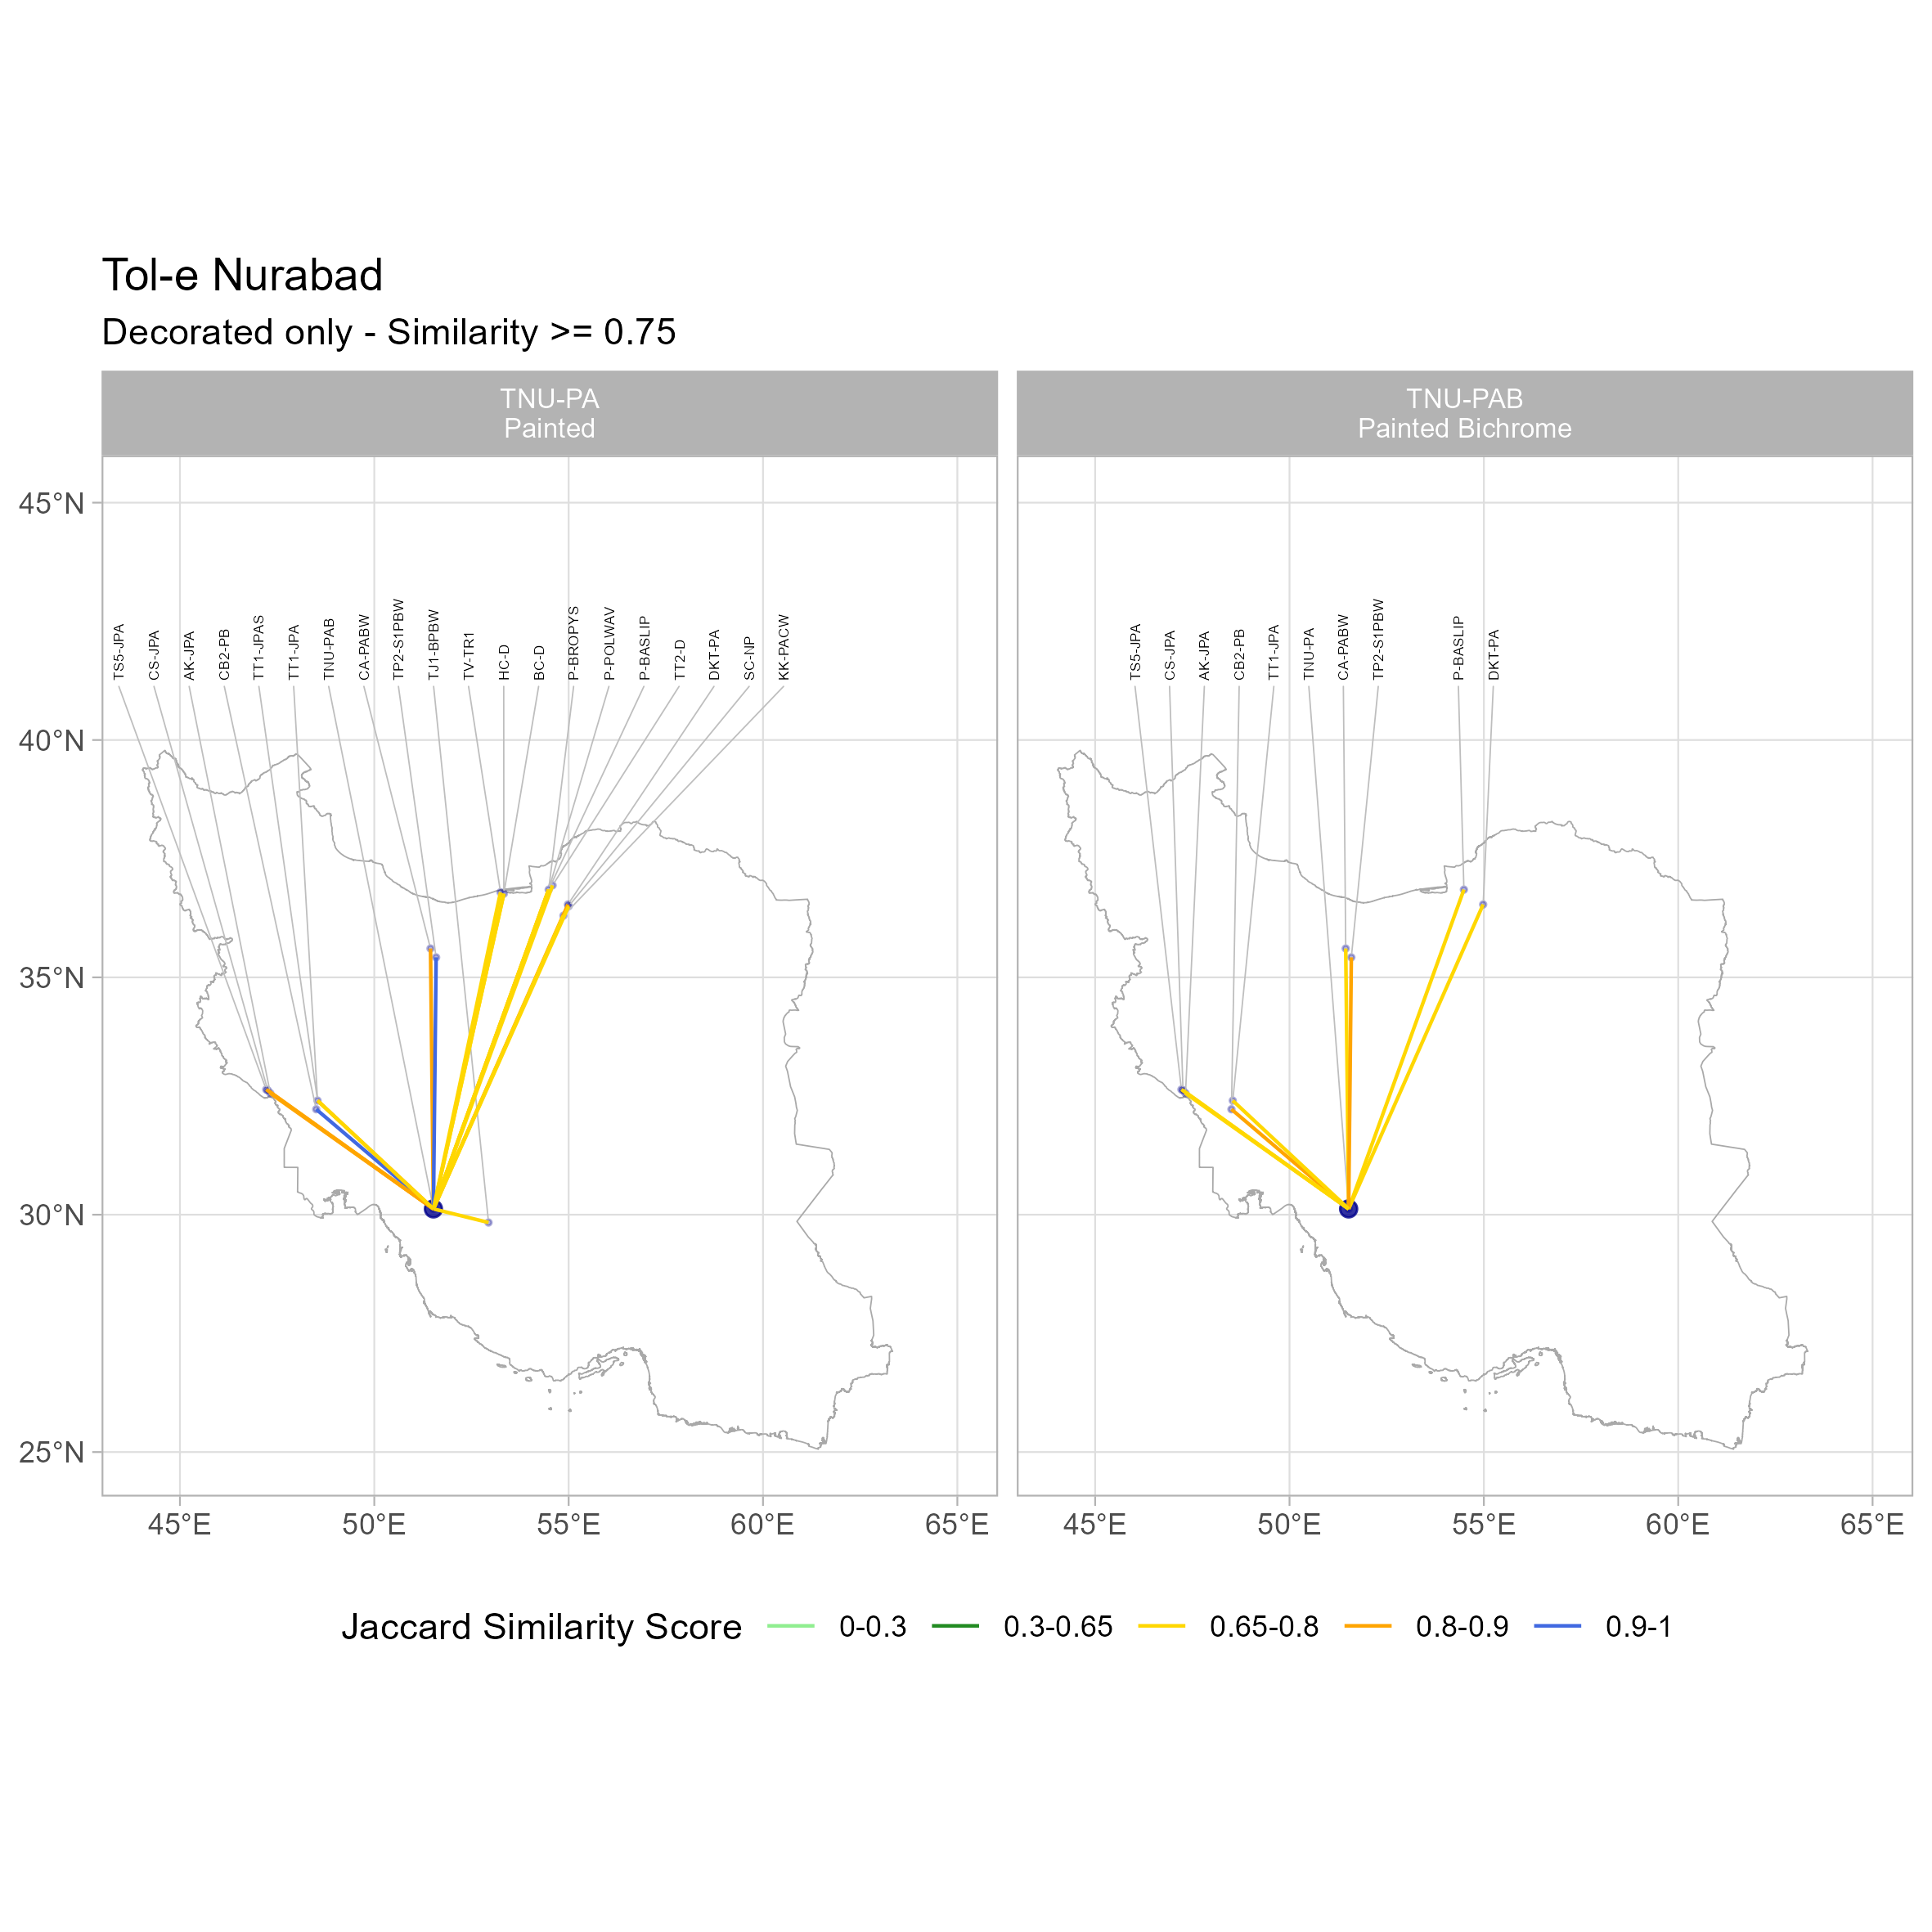 Tol-e Nurabad
Decorated only - Similarity >= 0.75
TNU-PA
Painted
TNU-PAB
Painted Bichrome
45°N
40°N
35°N
30°N
25°N
TS5-JPA
CS-JPA
AK-JPA
CB2-PB
TT1-JPAS
TT1-JPA
TNU-PAB
CA-PABW
TP2-S1PBW
TJ1-BPBW
TV-TR1
HC-D
BC-D
P-BROPYS
P-POLWAV
P-BASLIP
TT2-D
DKT-PA
SC-NP
KK-PACW
TS5-JPA
CS-JPA
AK-JPA
CB2-PB
TT1-JPA
TNU-PA
CA-PABW
TP2-S1PBW
P-BASLIP
DKT-PA
45°E 50°E 55°E 60°E 65°E
45°E 50°E 55°E 60°E 65°E
Jaccard Similarity Score 0-0.3 0.3-0.65 0.65-0.8 0.8-0.9 0.9-1